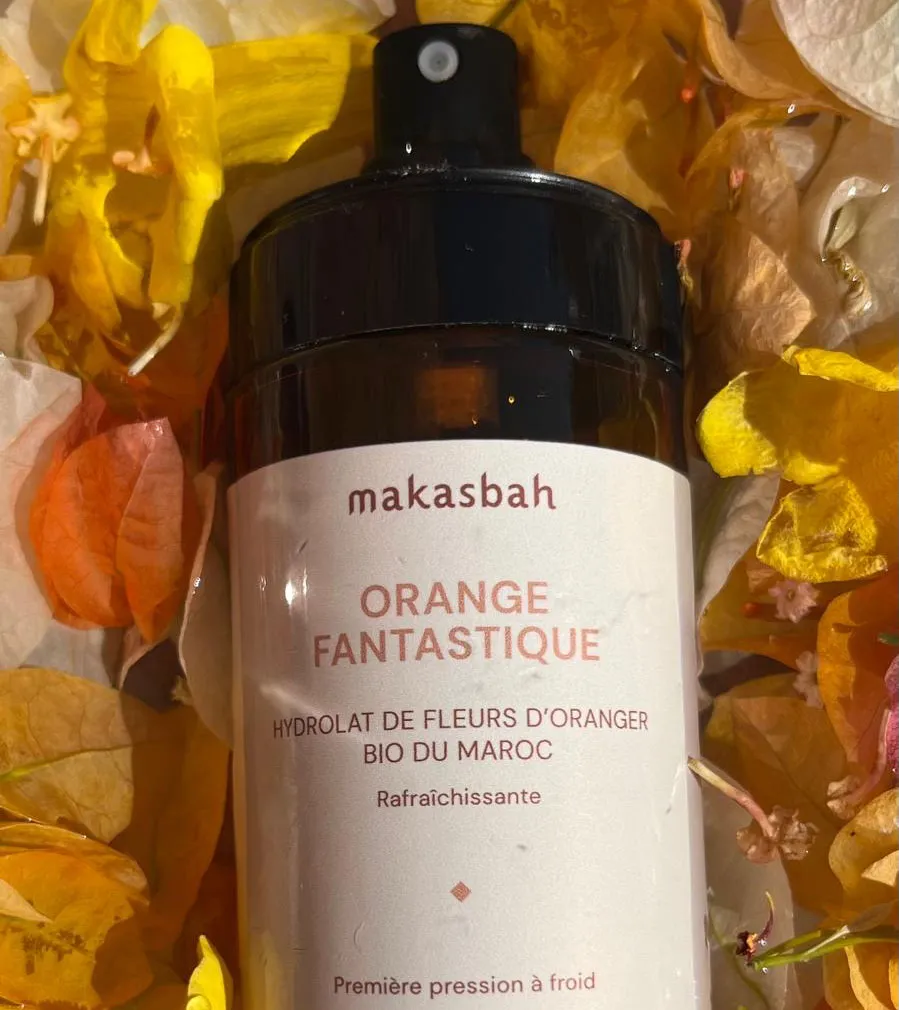 makasbah
ORANGE
FANTASTIQUE
HYDROLAT DE FLEURS D'ORANGER
BIO DU MAROC
Rafraîchissante
Première pression à froid